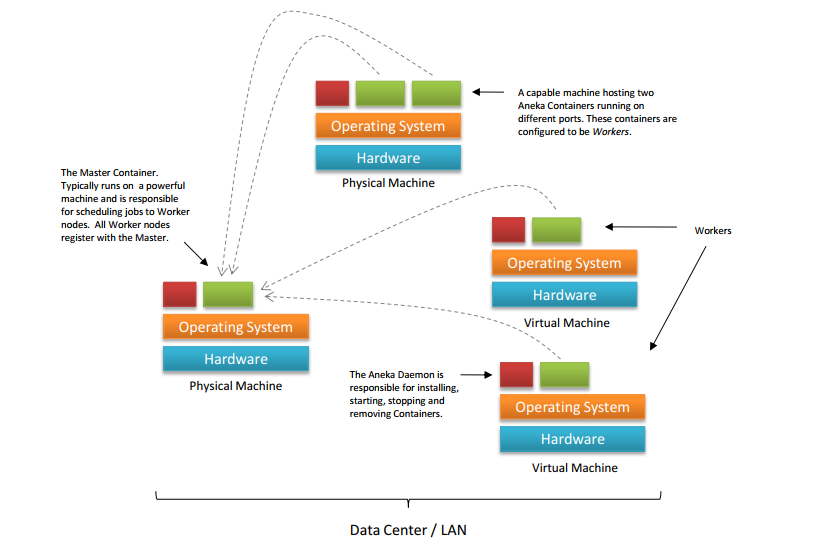 A capable machine hosting two
Aneka Containers running on
different ports. These containers are
configured to be Workers.
Operating System
Hardware
Physical Machine
The Master Container.
Typically runs on a powerful
machine and is responsible
for scheduling jobs to Worker
nodes. All Worker nodes
register with the Master.
Workers
Operating System
Hardware
Virtual Machine
Operating System
Hardware
Physical Machine
The Aneka Daemon is
responsible for installing,
starting, stopping and
removing Containers.
Operating System
Hardware
Virtual Machine
Data Center / LAN